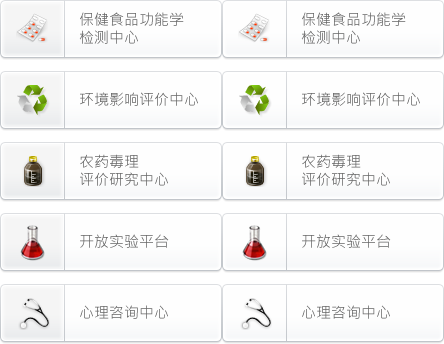 保健食品功能学
检测中心
保健食品功能学
检测中心
环境影响评价中心
环境影响评价中心
农药毒理
评价研究中心
农药毒理
评价研究中心
开放实验平台
开放实验平台
心理咨询中心
心理咨询中心